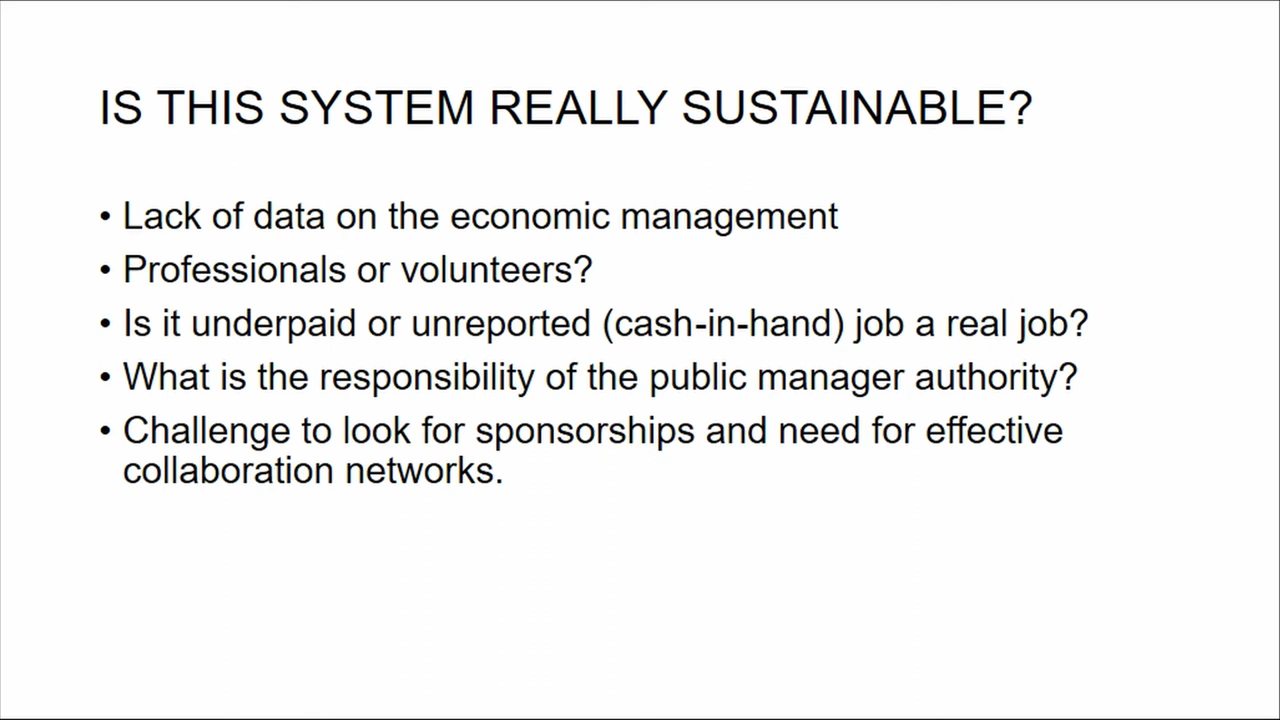 IS THIS SYSTEM REALLY SUSTAINABLE?
• Lack of data on the economic management
• Professionals or volunteers?
• Is it underpaid or unreported (cash-in-hand) job a real job?
• What is the responsibility of the public manager authority?
• Challenge to look for sponsorships and need for effective
collaboration networks.